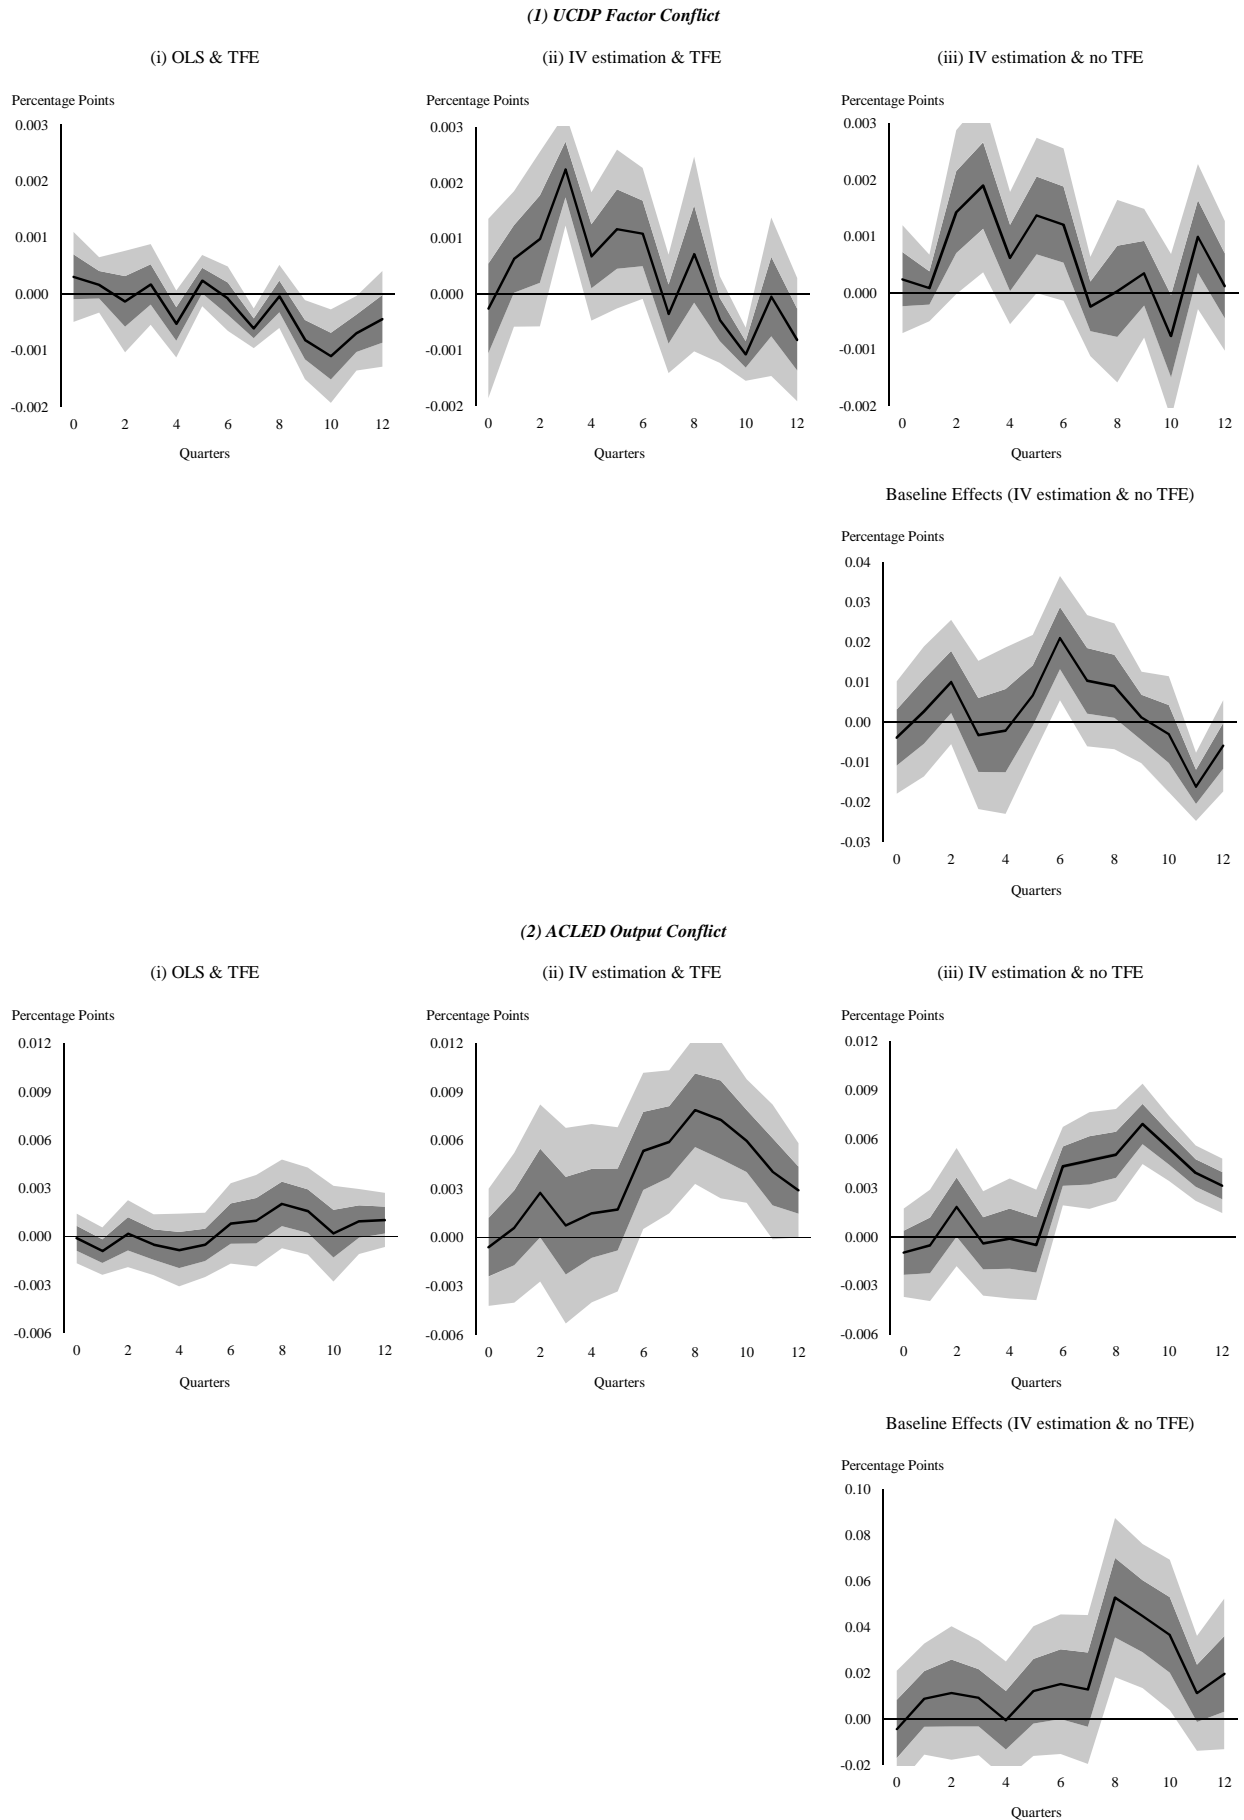 (1) UCDP Factor Conflict
(i) OLS & TFE
Percentage Points
0.003
0.002
0.001
0.000
-0.001
-0.002
0 2 4 6 8 10 12
Quarters
(ii) IV estimation & TFE
Percentage Points
0.003
0.002
0.001
0.000
-0.001
-0.002
0 2 4 6 8 10 12
Quarters
(iii) IV estimation & no TFE
Percentage Points
0.003
0.002
0.001
0.000
-0.001
-0.002
0 2 4 6 8 10 12
Quarters
Baseline Effects (IV estimation & no TFE)
Percentage Points
0.04
0.03
0.02
0.01
0.00
-0.01
-0.02
-0.03
0 2 4 6 8 10 12
Quarters
(2) ACLED Output Conflict
(i) OLS & TFE
Percentage Points
0.012
0.009
0.006
0.003
0.000
-0.003
-0.006
0 2 4 6 8 10 12
Quarters
(ii) IV estimation & TFE
Percentage Points
0.012
0.009
0.006
0.003
0.000
-0.003
-0.006
0 2 4 6 8 10 12
Quarters
(iii) IV estimation & no TFE
Percentage Points
0.012
0.009
0.006
0.003
0.000
-0.003
-0.006
0 2 4 6 8 10 12
Quarters
Baseline Effects (IV estimation & no TFE)
Percentage Points
0.10
0.08
0.06
0.04
0.02
0.00
-0.02
0 2 4 6 8 10 12
Quarters